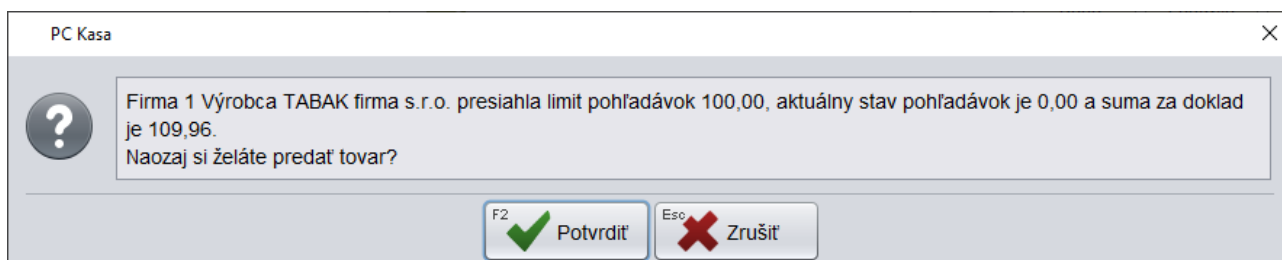 PC Kasa
Firma 1 Výrobca TABAK firma s.r.o. presiahla limit pohľadávok 100,00, aktuálny stav pohľadávok je 0,00 a suma za doklad
je 109,96.
Naozaj si želáte predať tovar?
F2 Potvrdiť
Esc Zrušiť